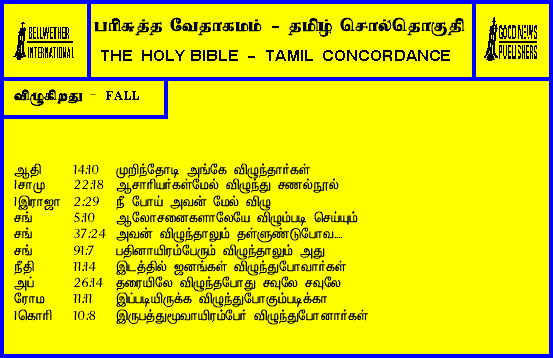 BELLWETHER
INTERNATIONAL
பரிசுத்த வேதாகமம் - தமிழ் சொல்தொகுதி
THE HOLY BIBLE - TAMIL CONCORDANCE
GOOD NEWS
PUBLISHERS
விழுகிறது - FALL
ஆதி 14:10 முறிந்தோடி அங்கே விழுந்தார்கள்
1சாமு 22:18 ஆசாரியர்கள்மேல் விழுந்து சணல்நூல்
1இராஜா 2:29 நீ போய் அவன் மேல் விழு
சங் 5:10 ஆலோசனைகளாலேயே விழும்படி செய்யும்
சங் 37:24 அவன் விழுந்தாலும் தள்ளுண்டுபோவ....
சங் 91:7 பதினாயிரம்பேரும் விழுந்தாலும் அது
நீதி 11:14 இடத்தில் ஜனங்கள் விழுந்துபோவார்கள்
அப் 26:14 தரையிலே விழுந்தபோது சவுலே சவுலே
ரோம 11:11 இப்படியிருக்க விழுந்துபோகும்படிக்கா
1கொரி 10:8 இருபத்துமூவாயிரம்பேர் விழுந்துபோனார்கள்